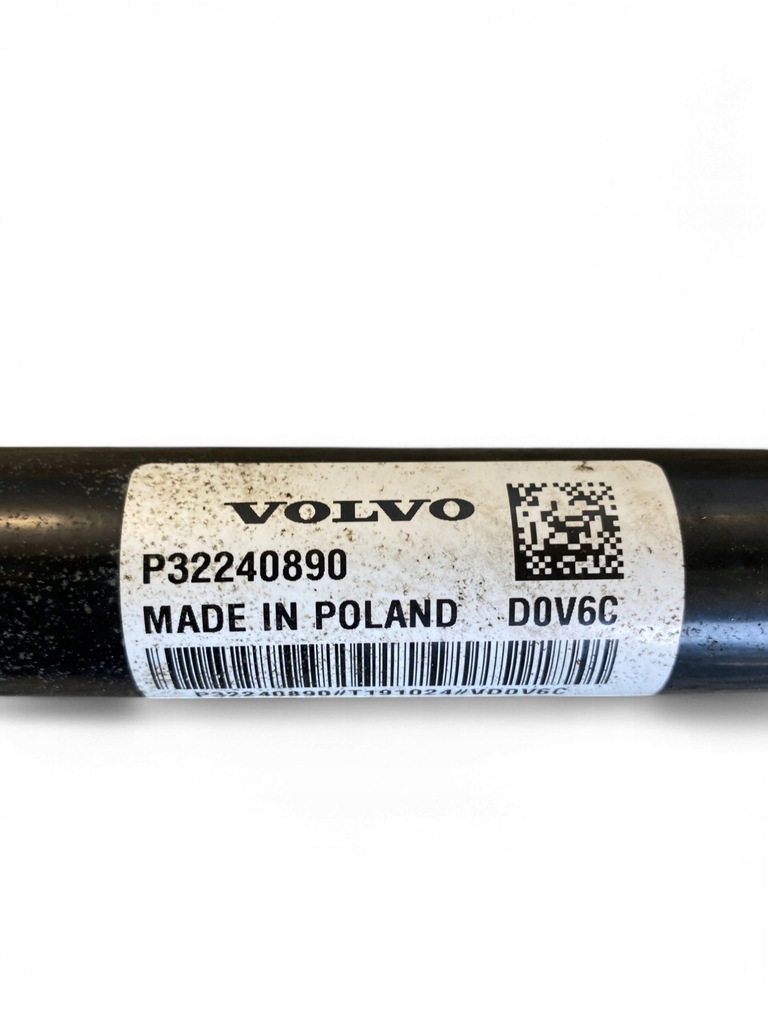 VOLVO
P32240890
MADE IN POLAND D0V6C
P32240890#T191024#VD0V6C